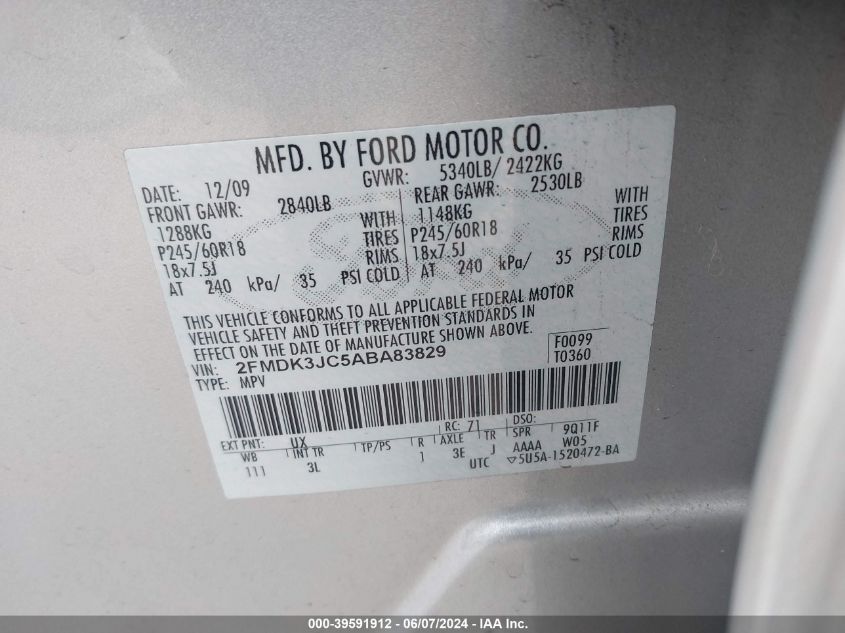 MFD. BY FORD MOTOR CO.
DATE: 12/09 GVWR: 5340LB/ 2422KG
FRONT GAWR: 2840LB REAR GAWR: 2530LB
1288KG WITH 1148KG WITH
P245/60R18 TIRES P245/60R18 TIRES
18x7.5J RIMS 18x7.5J RIMS
AT 240 kPa/ 35 PSI COLD AT 240 kPa/ 35 PSI COLD
THIS VEHICLE CONFORMS TO ALL APPLICABLE FEDERAL MOTOR
VEHICLE SAFETY AND THEFT PREVENTION STANDARDS IN
EFFECT ON THE DATE OF MANUFACTURE SHOWN ABOVE.
VIN: 2FMDK3JC5ABA83829 F0099
TYPE: MPV T0360
EXT PNT: UX RC: 71 DSO:
WB INT TR TP/PS R AXLE TR SPR 9Q11F
111 3L 1 3E J AAAA W05
UTC ▽5U5A-1520472-BA
000-39591912 - 06/07/2024 - IAA Inc.